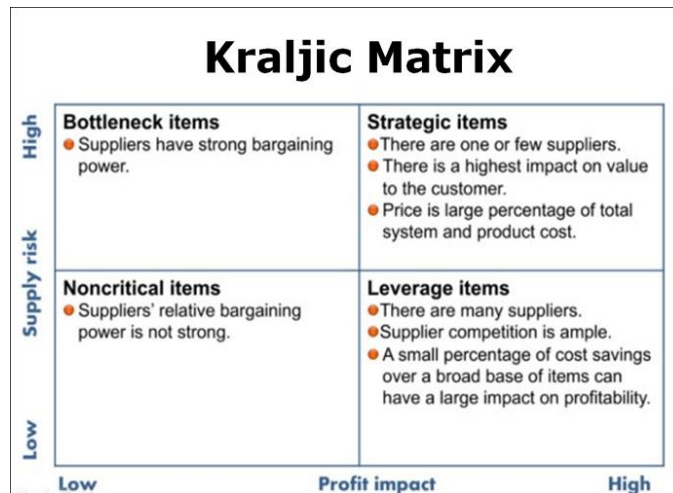 Kraljic Matrix
High
Supply risk
Low
Bottleneck items
Suppliers have strong bargaining
power.
Strategic items
There are one or few suppliers.
There is a highest impact on value
to the customer.
Price is large percentage of total
system and product cost.
Noncritical items
Suppliers' relative bargaining
power is not strong.
Leverage items
There are many suppliers.
Supplier competition is ample.
A small percentage of cost savings
over a broad base of items can
have a large impact on profitability.
Low
Profit impact
High